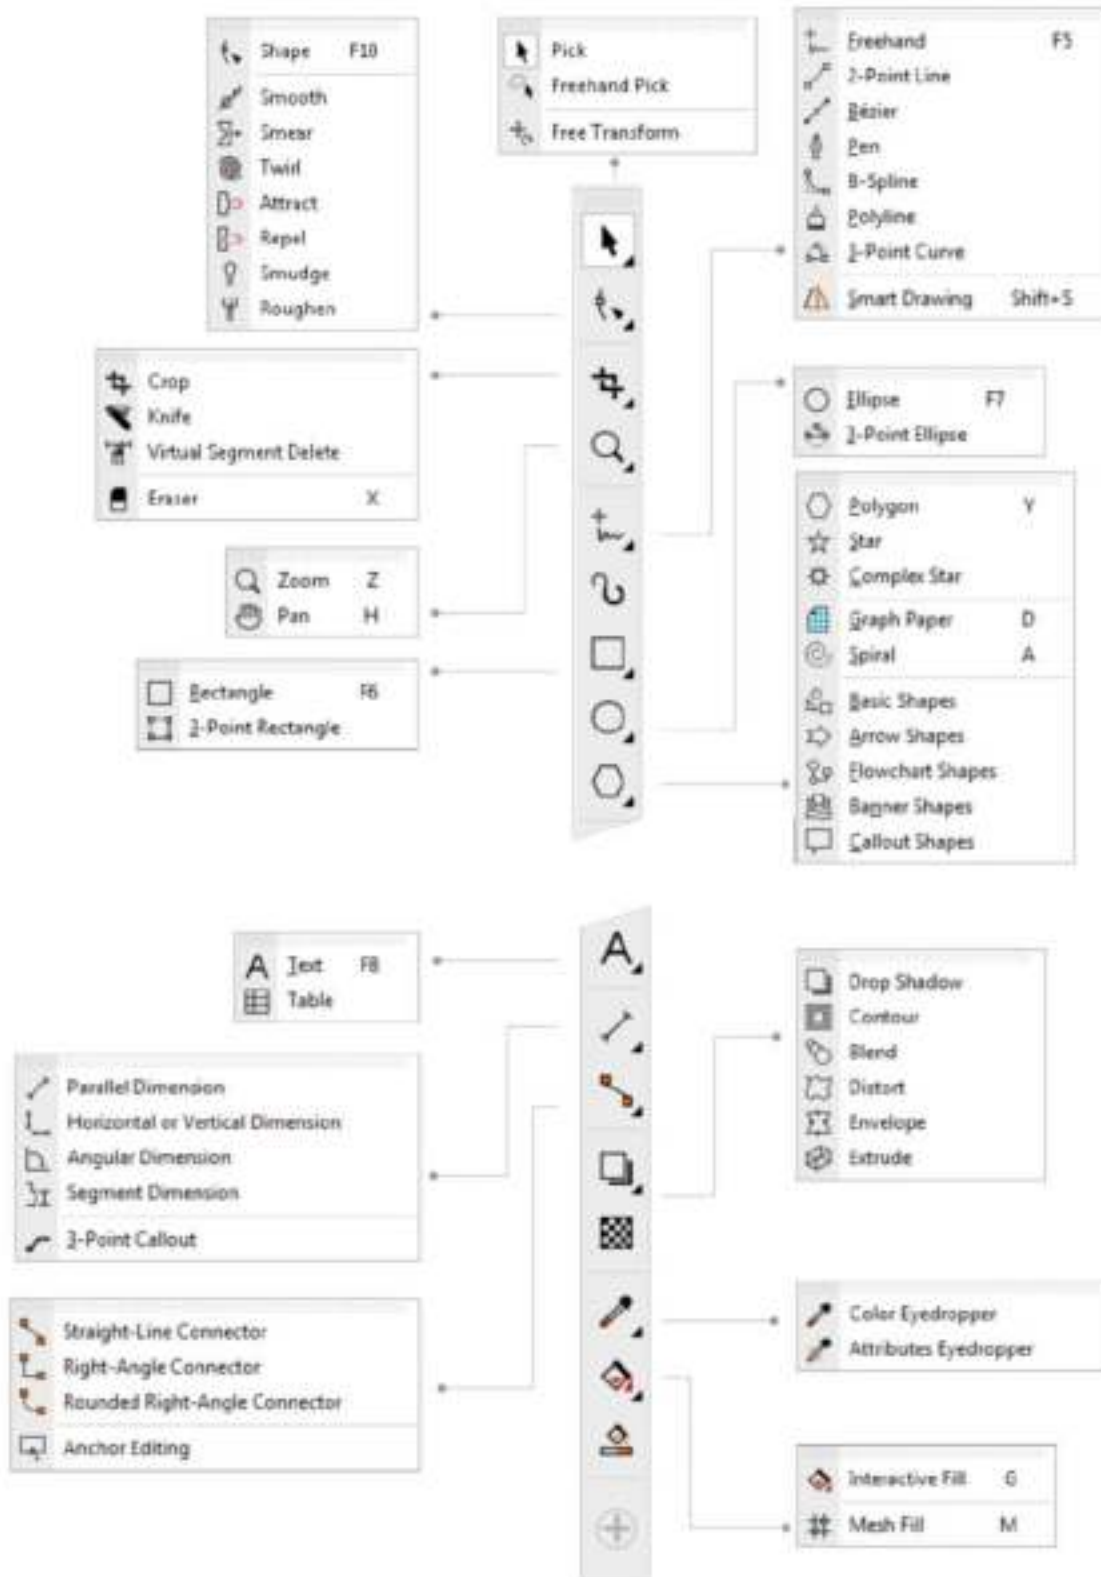 Shape F10
Smooth
Smear
Twirl
Attract
Repel
Smudge
Roughen
Pick
Freehand Pick
Free Transform
Freehand F5
2-Point Line
Bézier
Pen
B-Spline
Polyline
3-Point Curve
Smart Drawing Shift+S
Crop
Knife
Virtual Segment Delete
Eraser X
Ellipse F7
3-Point Ellipse
Zoom Z
Pan H
Polygon Y
Star
Complex Star
Graph Paper D
Spiral A
Basic Shapes
Arrow Shapes
Flowchart Shapes
Banner Shapes
Callout Shapes
Rectangle F6
3-Point Rectangle
Text F8
Table
Drop Shadow
Contour
Blend
Distort
Envelope
Extrude
Parallel Dimension
Horizontal or Vertical Dimension
Angular Dimension
Segment Dimension
3-Point Callout
Straight-Line Connector
Right-Angle Connector
Rounded Right-Angle Connector
Anchor Editing
Color Eyedropper
Attributes Eyedropper
Interactive Fill G
Mesh Fill M